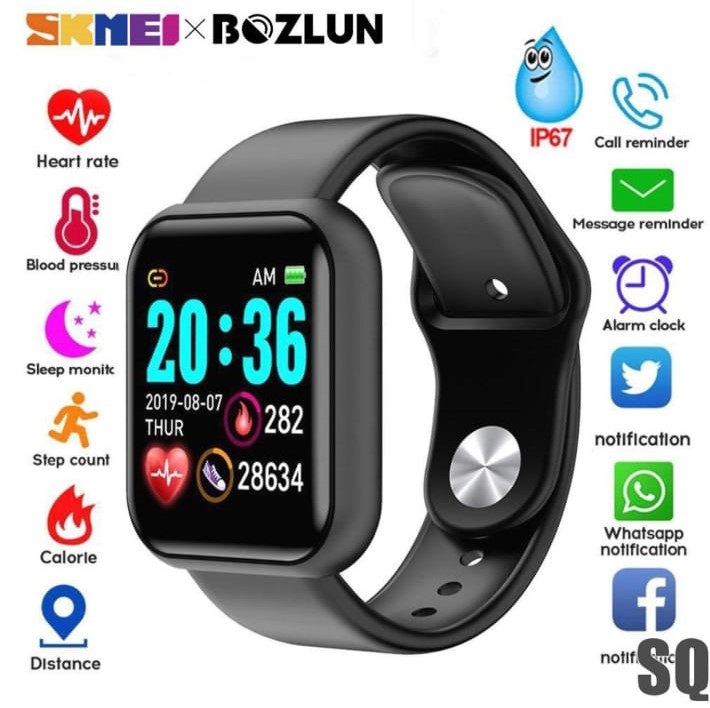 SKMEI×BOZLUN
IP67
Heart rate
Call reminder
Blood pressu
Message reminder
Sleep monit
Alarm clock
AM
20:36
2019-08-07
THUR
282
28634
Step count
notification
Calorie
Whatsapp
notification
Distance
SQ